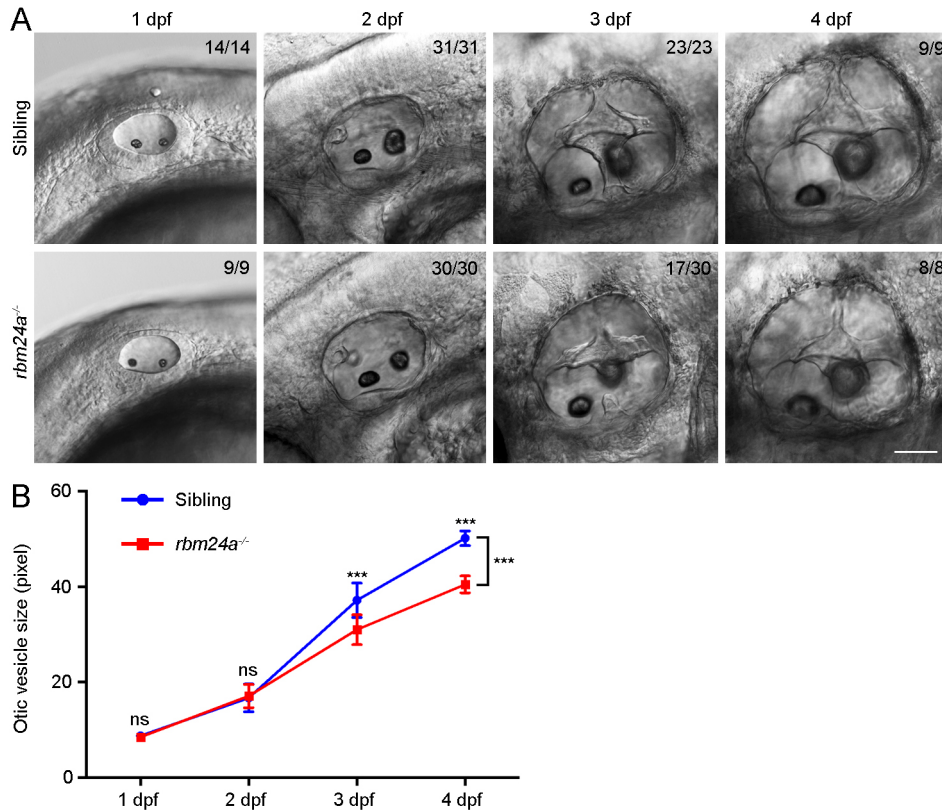 A
1 dpf 2 dpf 3 dpf 4 dpf
Sibling
14/14 31/31 23/23 9/9
rbm24a-/-
9/9 30/30 17/30 8/8
B
60
40
20
0
Otic vesicle size (pixel)
Sibling
rbm24a-/-
ns
ns
***
***
***
1 dpf 2 dpf 3 dpf 4 dpf